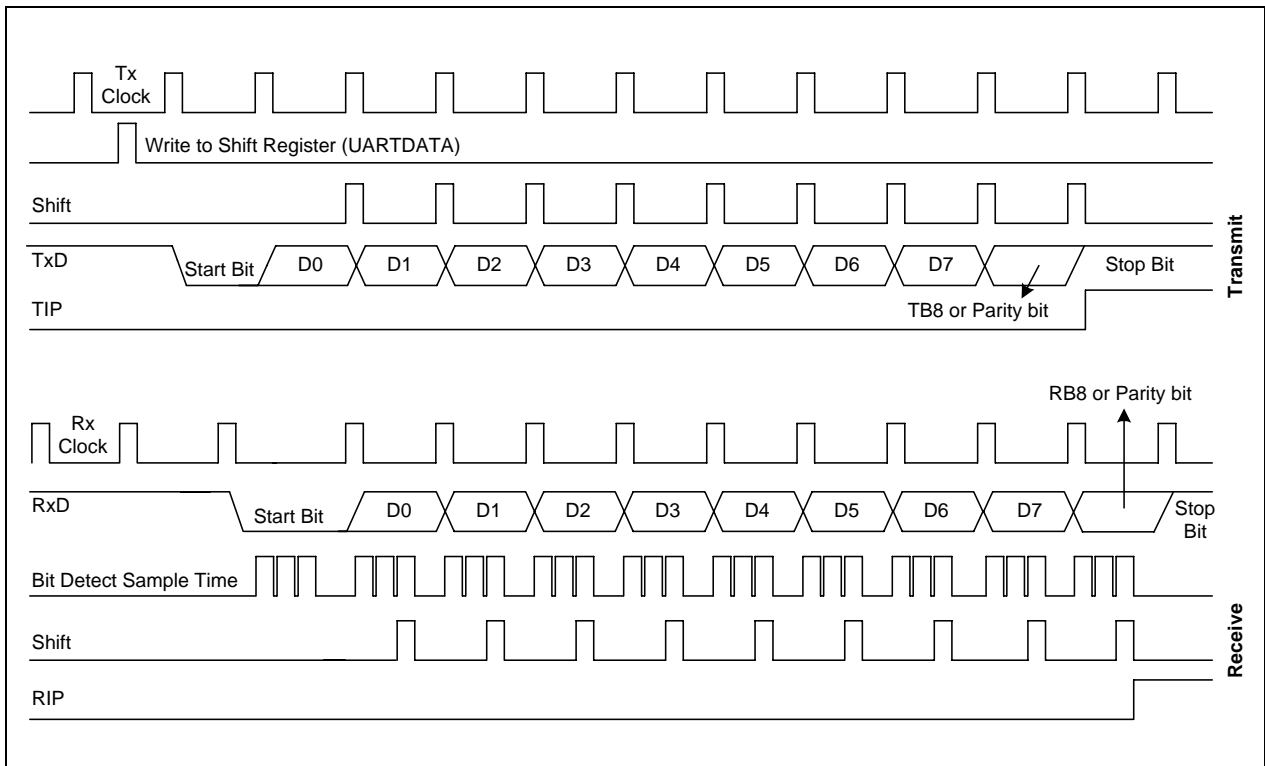 Tx
Clock
Write to Shift Register (UARTDATA)
Shift
TxD
Start Bit
D0
D1
D2
D3
D4
D5
D6
D7
Stop Bit
TIP
TB8 or Parity bit
Transmit
RB8 or Parity bit
Rx
Clock
RxD
Start Bit
D0
D1
D2
D3
D4
D5
D6
D7
Stop
Bit
Bit Detect Sample Time
Shift
RIP
Receive